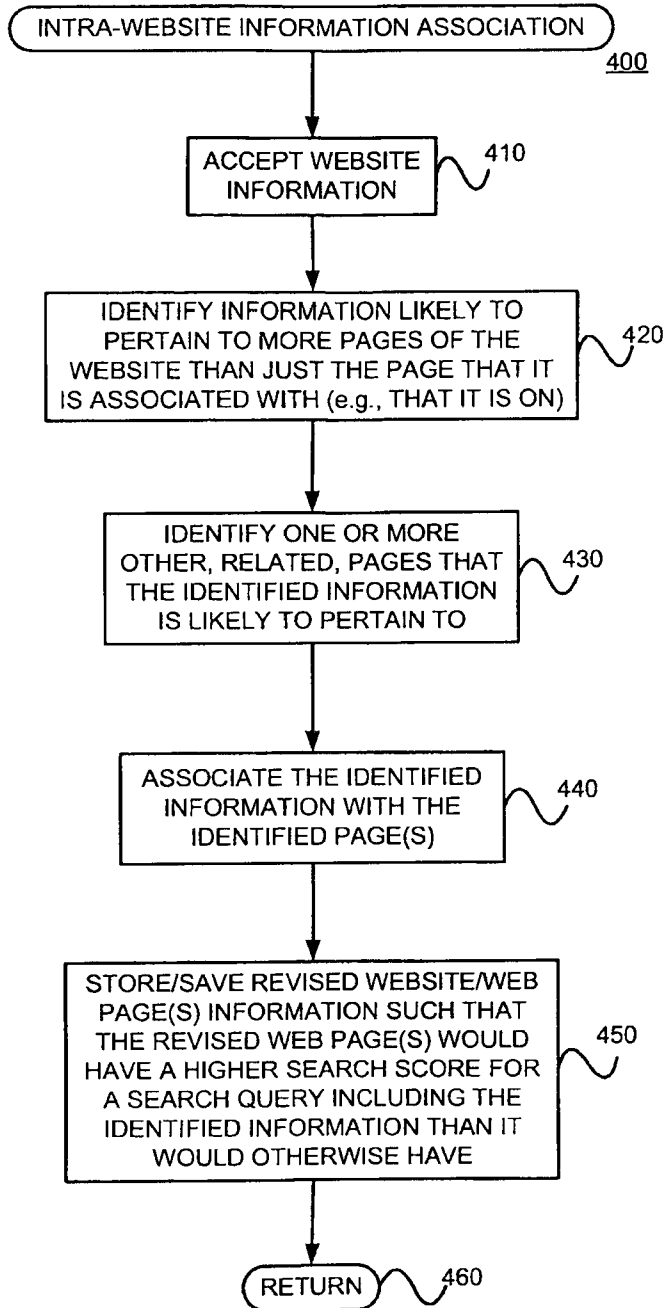 INTRA-WEBSITE INFORMATION ASSOCIATION
400
ACCEPT WEBSITE
INFORMATION
410
IDENTIFY INFORMATION LIKELY TO
PERTAIN TO MORE PAGES OF THE
WEBSITE THAN JUST THE PAGE THAT IT
IS ASSOCIATED WITH (e.g., THAT IT IS ON)
420
IDENTIFY ONE OR MORE
OTHER, RELATED, PAGES THAT
THE IDENTIFIED INFORMATION
IS LIKELY TO PERTAIN TO
430
ASSOCIATE THE IDENTIFIED
INFORMATION WITH THE
IDENTIFIED PAGE(S)
440
STORE/SAVE REVISED WEBSITE/WEB
PAGE(S) INFORMATION SUCH THAT
THE REVISED WEB PAGE(S) WOULD
HAVE A HIGHER SEARCH SCORE FOR
A SEARCH QUERY INCLUDING THE
IDENTIFIED INFORMATION THAN IT
WOULD OTHERWISE HAVE
450
RETURN
460